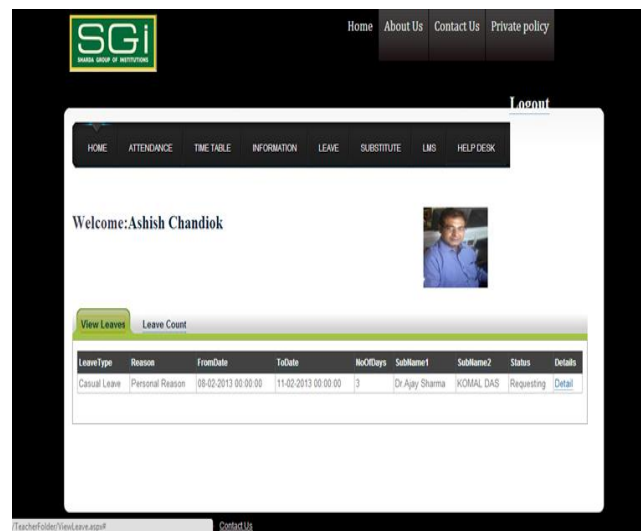 SGi
SHARDA GROUP OF INSTITUTIONS
Home About Us Contact Us Private policy
Logout
HOME ATTENDANCE TIME TABLE INFORMATION LEAVE SUBSTITUTE LMS HELP DESK
Welcome:Ashish Chandiok
View Leaves Leave Count
LeaveType Reason FromDate ToDate NoOfDays SubName1 SubName2 Status Details
Casual Leave Personal Reason 08-02-2013 00:00:00 11-02-2013 00:00:00 3 Dr.Ajay Sharma KOMAL DAS Requesting Detail
/TeacherFolder/ViewLeave.aspx# Contact Us